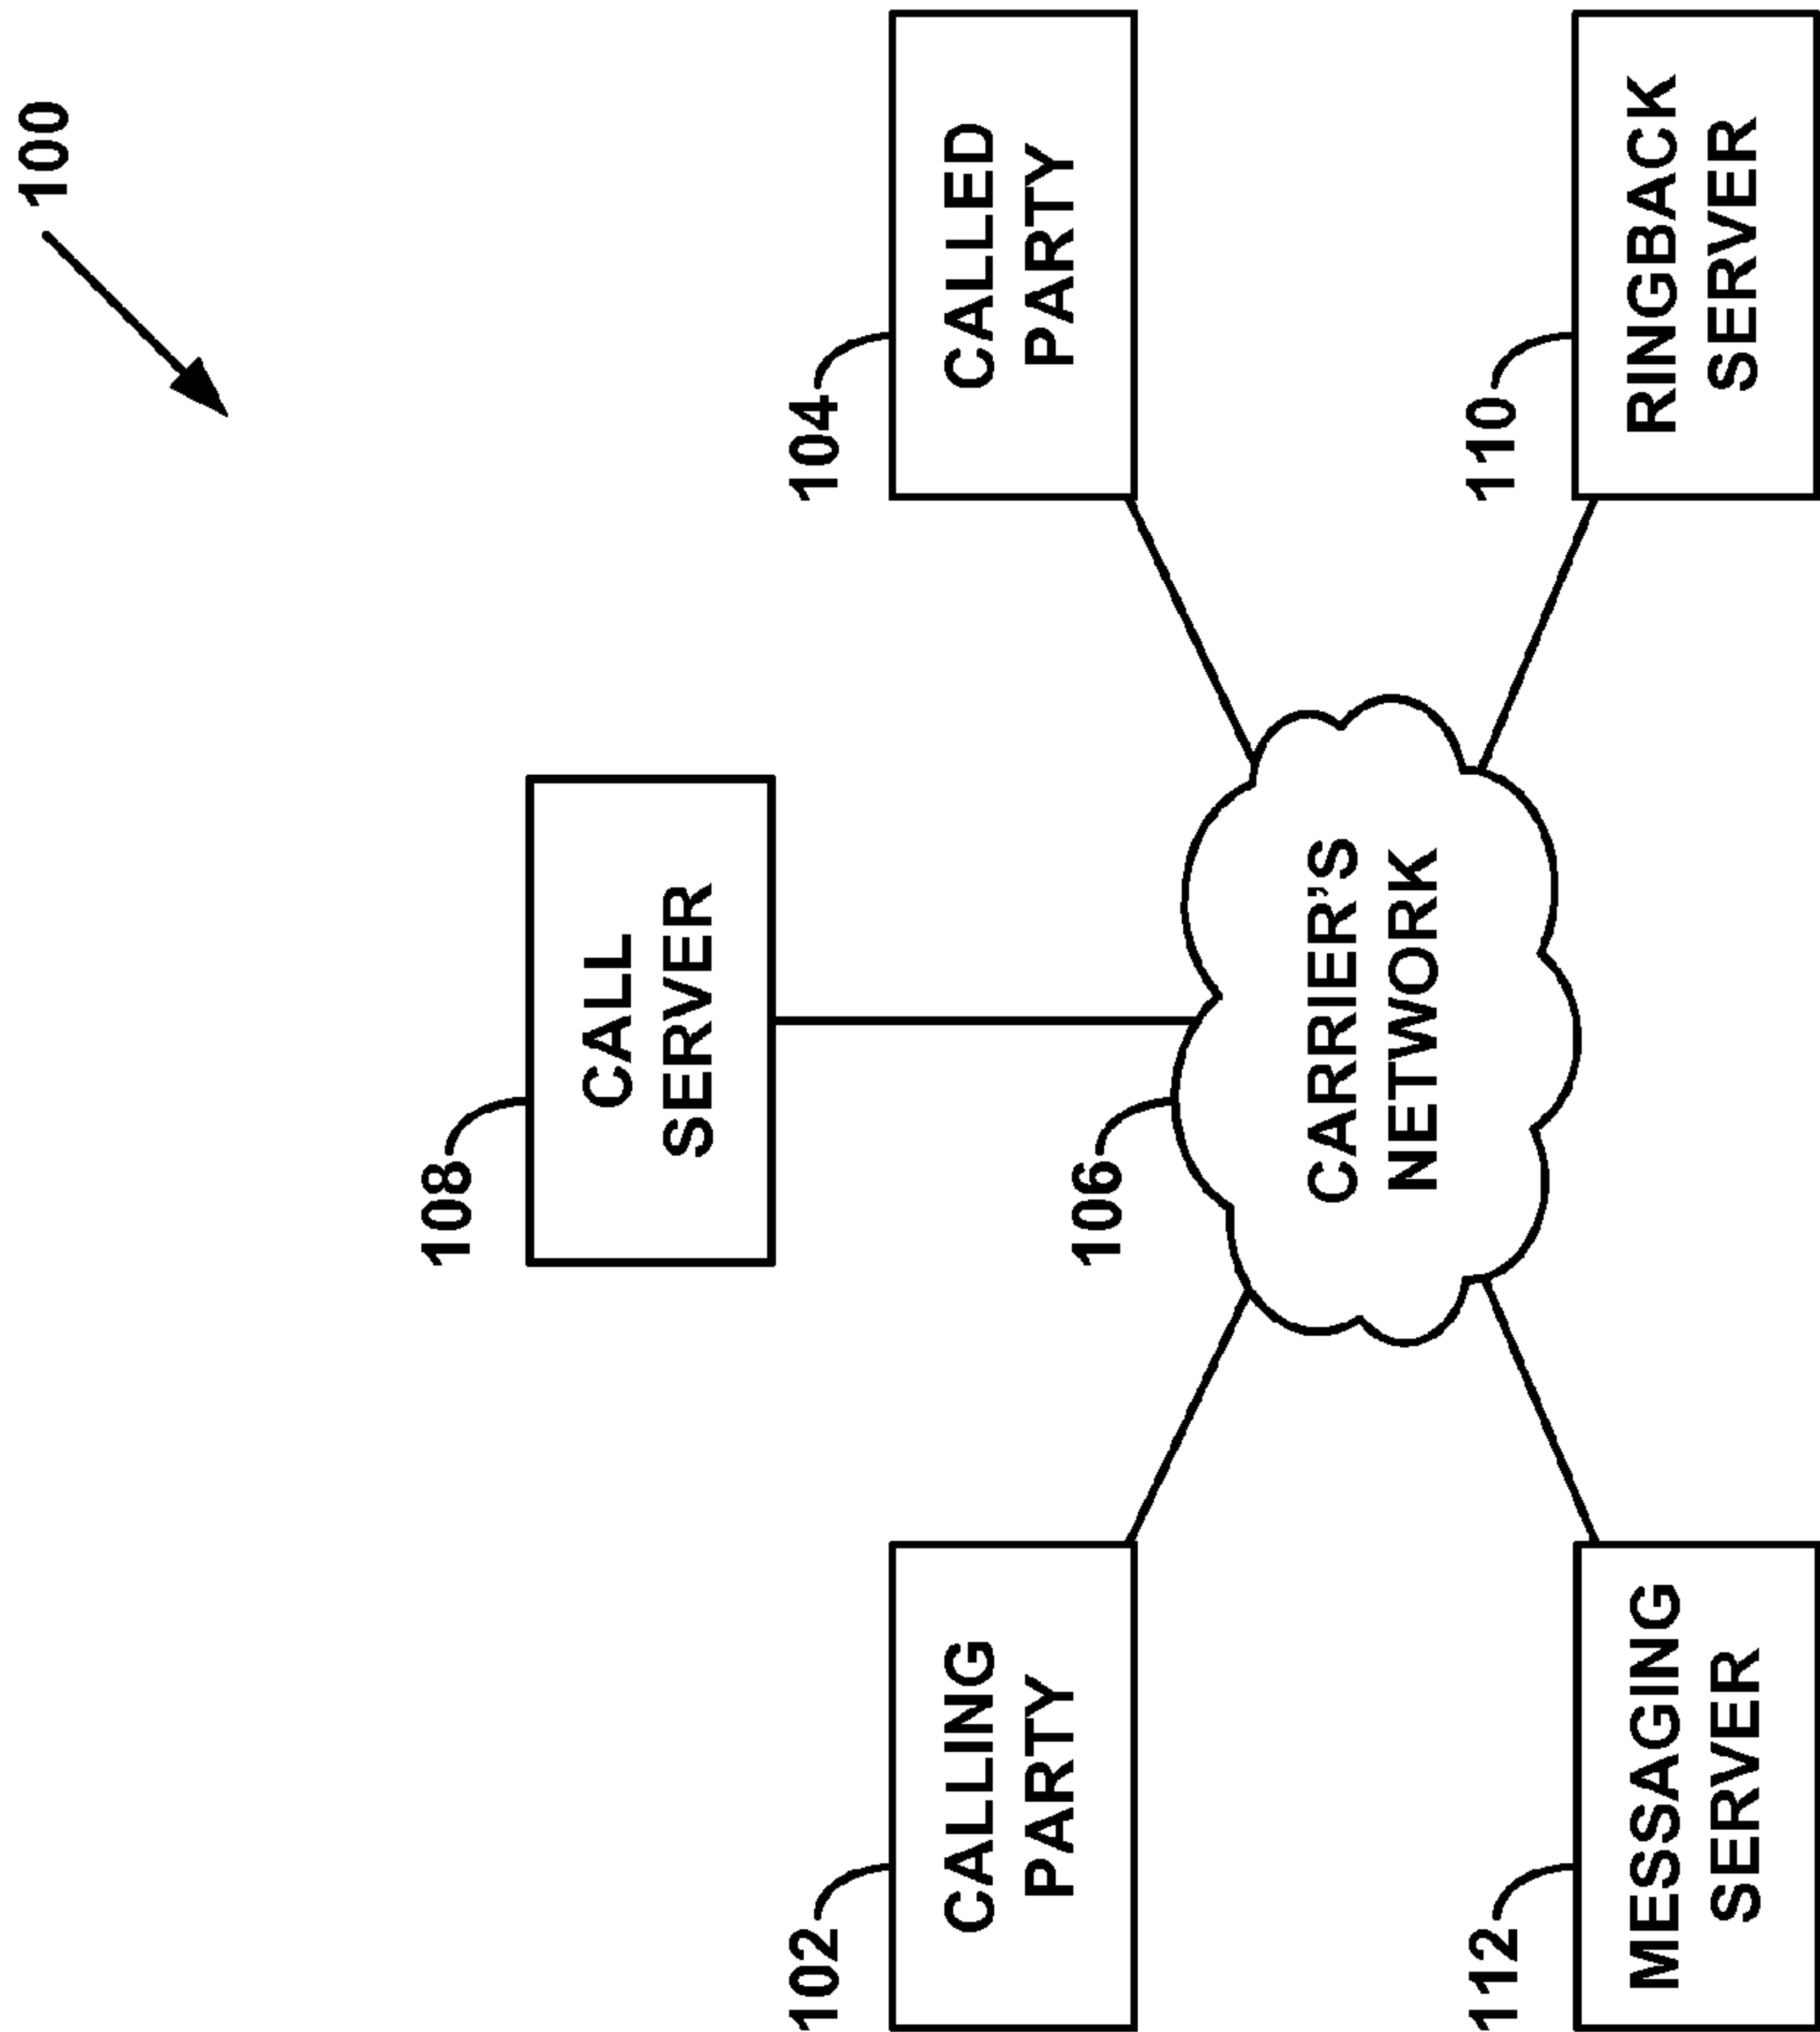 100
108
CALL
SERVER
102
CALLING
PARTY
104
CALLED
PARTY
106
CARRIER'S
NETWORK
112
MESSAGING
SERVER
110
RINGBACK
SERVER